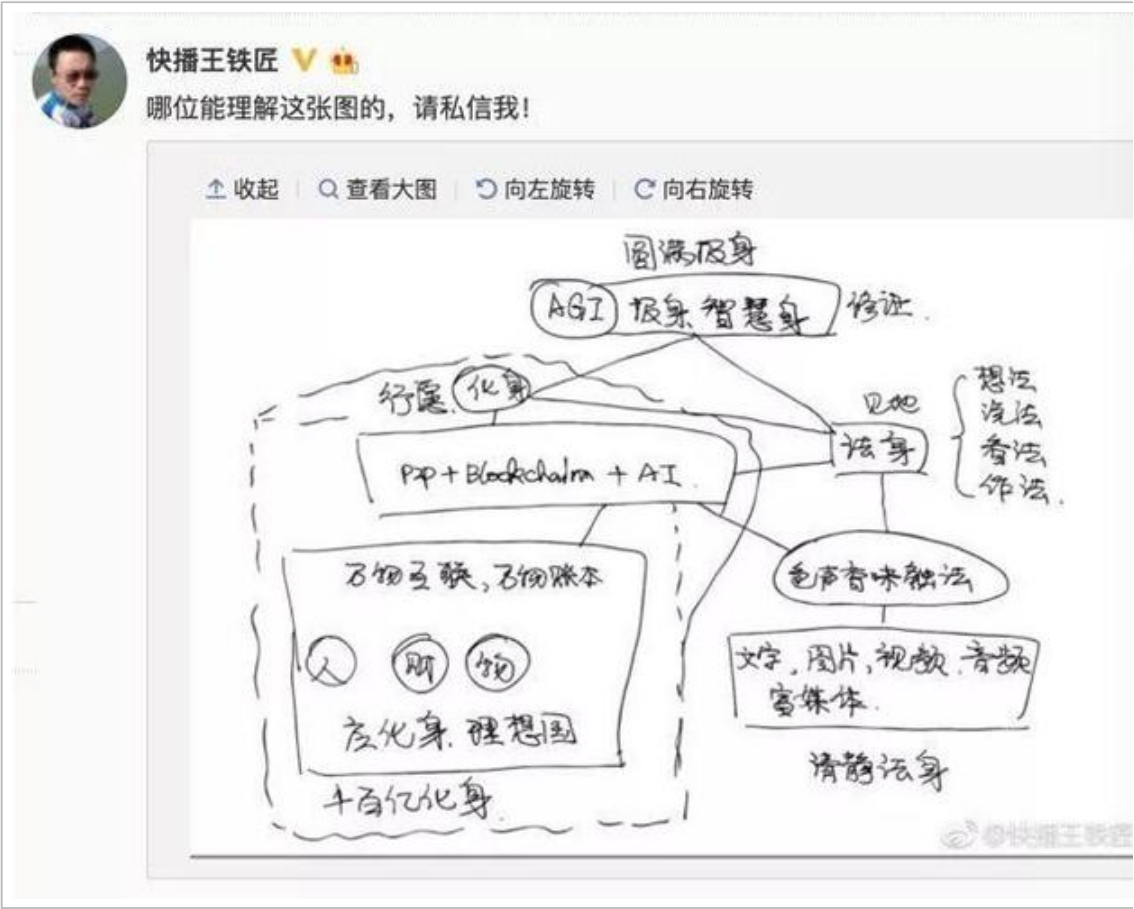 快播王铁匠
哪位能理解这张图的，请私信我！
收起 查看大图 向左旋转 向右旋转
圆满报身
AGI 报身 智慧身 修证.
行愿. 化身
见地
法身
想法
说法
看法
作法.
P2P + Blockchain + AI.
万物互联, 万物账本
人 财 物
应化身. 理想国
千百亿化身.
色声香味触法
文字, 图片, 视频. 音频
富媒体.
清静法身
@快播王铁匠